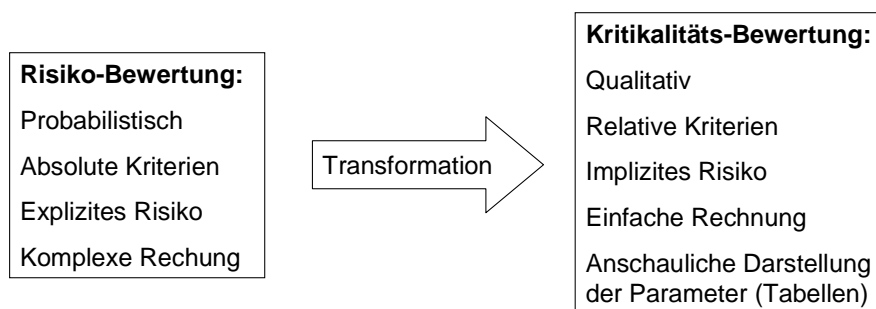 Risiko-Bewertung:
Probabilistisch
Absolute Kriterien
Explizites Risiko
Komplexe Rechung
Transformation
Kritikalitäts-Bewertung:
Qualitativ
Relative Kriterien
Implizites Risiko
Einfache Rechnung
Anschauliche Darstellung
der Parameter (Tabellen)